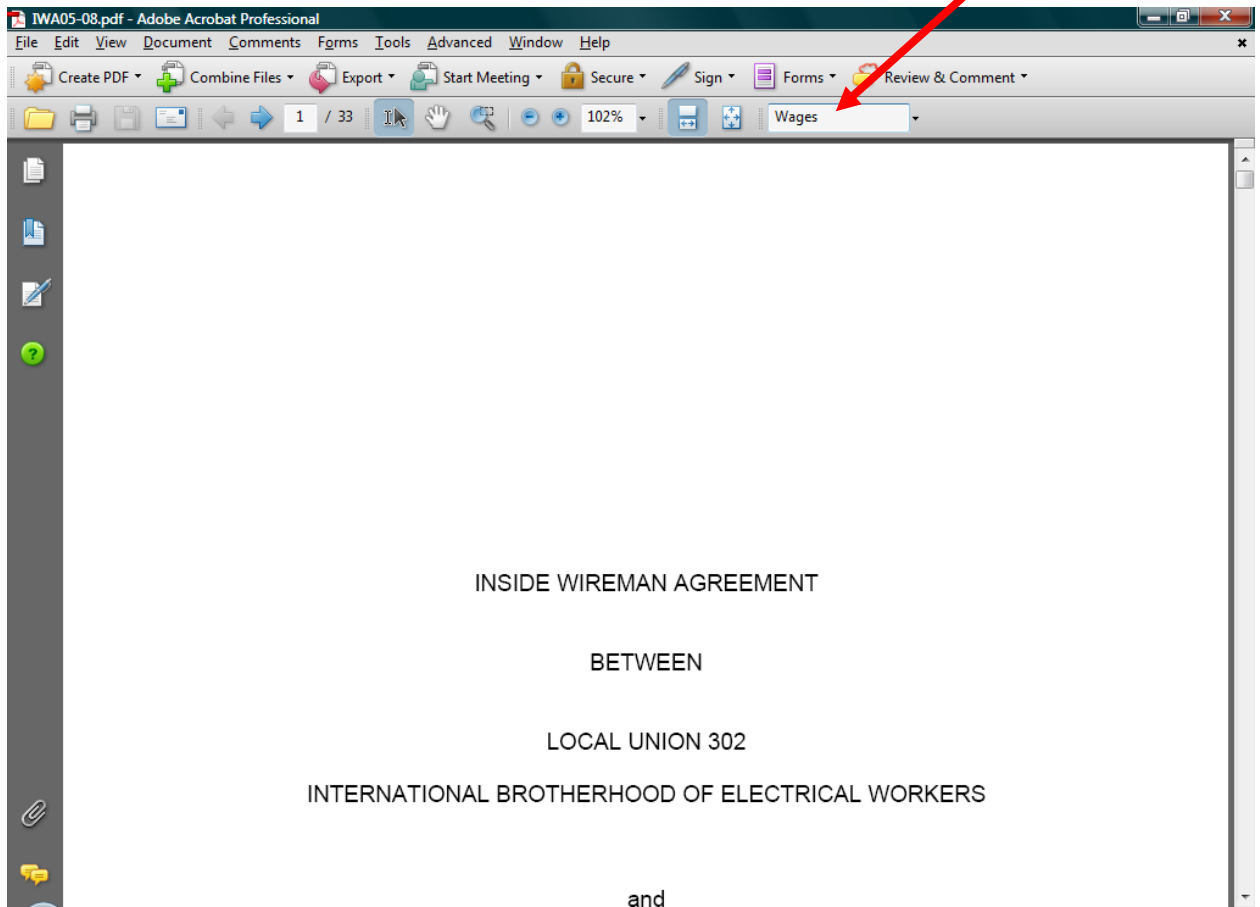 IWA05-08.pdf - Adobe Acrobat Professional
File Edit View Document Comments Forms Tools Advanced Window Help
Create PDF Combine Files Export Start Meeting Secure Sign Forms Review & Comment
1 / 33 102% Wages
INSIDE WIREMAN AGREEMENT
BETWEEN
LOCAL UNION 302
INTERNATIONAL BROTHERHOOD OF ELECTRICAL WORKERS
and